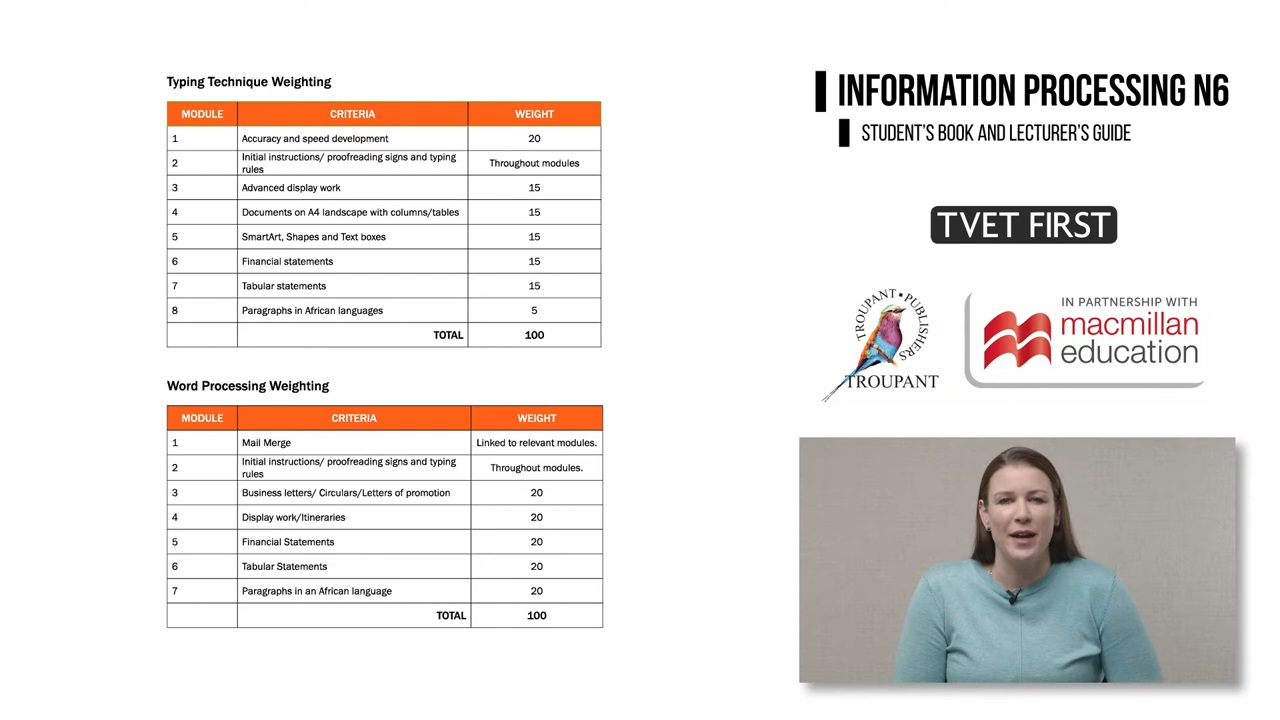 Typing Technique Weighting
MODULE CRITERIA WEIGHT
1 Accuracy and speed development 20
2 Initial instructions/ proofreading signs and typing rules Throughout modules
3 Advanced display work 15
4 Documents on A4 landscape with columns/tables 15
5 SmartArt, Shapes and Text boxes 15
6 Financial statements 15
7 Tabular statements 15
8 Paragraphs in African languages 5
TOTAL 100
Word Processing Weighting
MODULE CRITERIA WEIGHT
1 Mail Merge Linked to relevant modules.
2 Initial instructions/ proofreading signs and typing rules Throughout modules.
3 Business letters/ Circulars/Letters of promotion 20
4 Display work/Itineraries 20
5 Financial Statements 20
6 Tabular Statements 20
7 Paragraphs in an African language 20
TOTAL 100
INFORMATION PROCESSING N6
STUDENT'S BOOK AND LECTURER'S GUIDE
TVET FIRST
TROUPANT • PUBLISHERS
TROUPANT
IN PARTNERSHIP WITH
macmillan
education